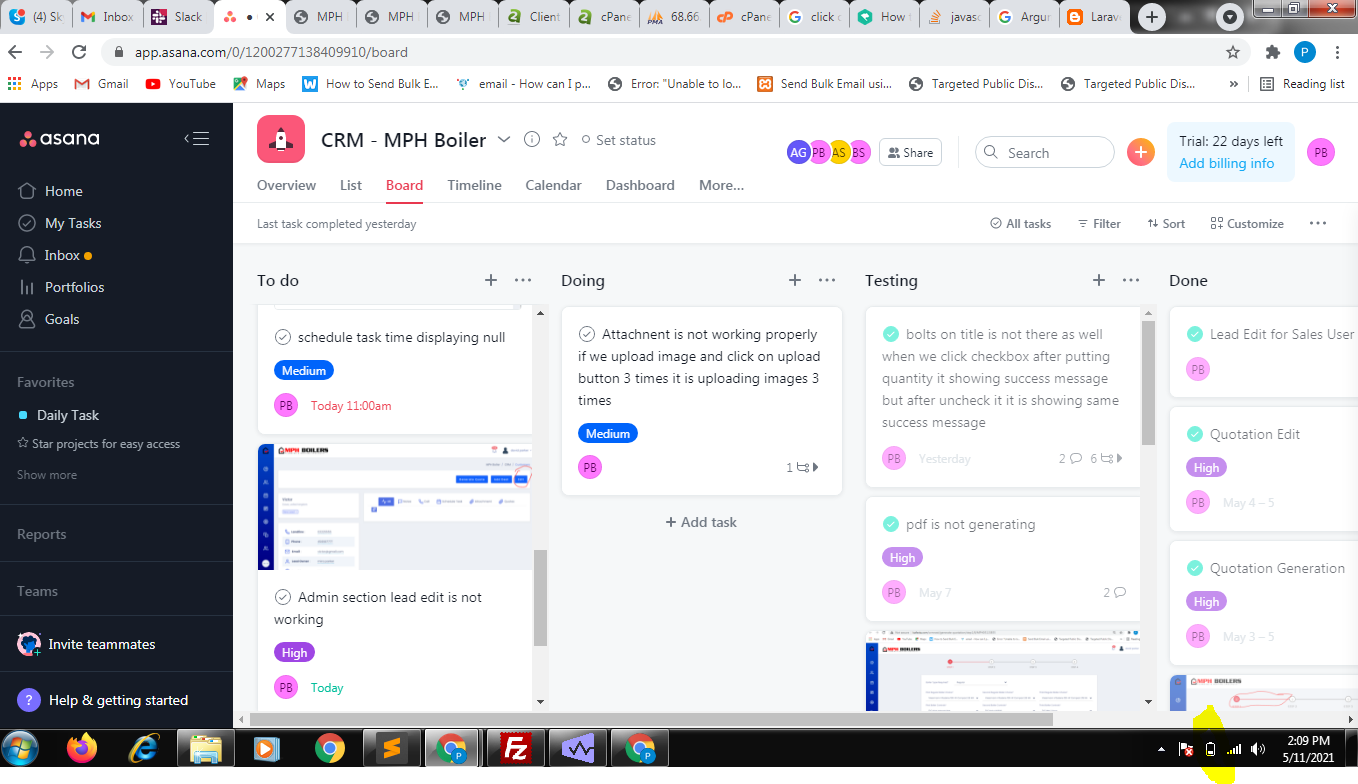 (4) Sk
Inbox
Slack
• C
MPH
MPH
MPH
Client
cPane
68.66
cPane
click c
How t
javasc
Argun
Larave
app.asana.com/0/1200277138409910/board
P
Apps
Gmail
YouTube
Maps
How to Send Bulk E...
email - How can I p...
Error: "Unable to lo...
Send Bulk Email usi...
Targeted Public Dis...
Targeted Public Dis...
»
Reading list
asana
Home
My Tasks
Inbox
Portfolios
Goals
Favorites
Daily Task
Star projects for easy access
Show more
Reports
Teams
Invite teammates
? Help & getting started
CRM - MPH Boiler
Set status
AG PB AS BS
Share
Search
Trial: 22 days left
Add billing info
PB
Overview List Board Timeline Calendar Dashboard More...
Last task completed yesterday
All tasks Filter Sort Customize
To do
schedule task time displaying null
Medium
PB Today 11:00am
MPH BOILERS
Admin section lead edit is not
working
High
PB Today
Doing
Attachnent is not working properly
if we upload image and click on upload
button 3 times it is uploading images 3
times
Medium
PB 1
+ Add task
Testing
bolts on title is not there as well
when we click checkbox after putting
quantity it showing success message
but after uncheck it it is showing same
success message
PB Yesterday 2 6
pdf is not generating
High
PB May 7 2
MPH BOILERS
Done
Lead Edit for Sales User
PB
Quotation Edit
High
PB May 4 – 5
Quotation Generation
High
PB May 3 – 5
MPH BOILERS
2:09 PM
5/11/2021